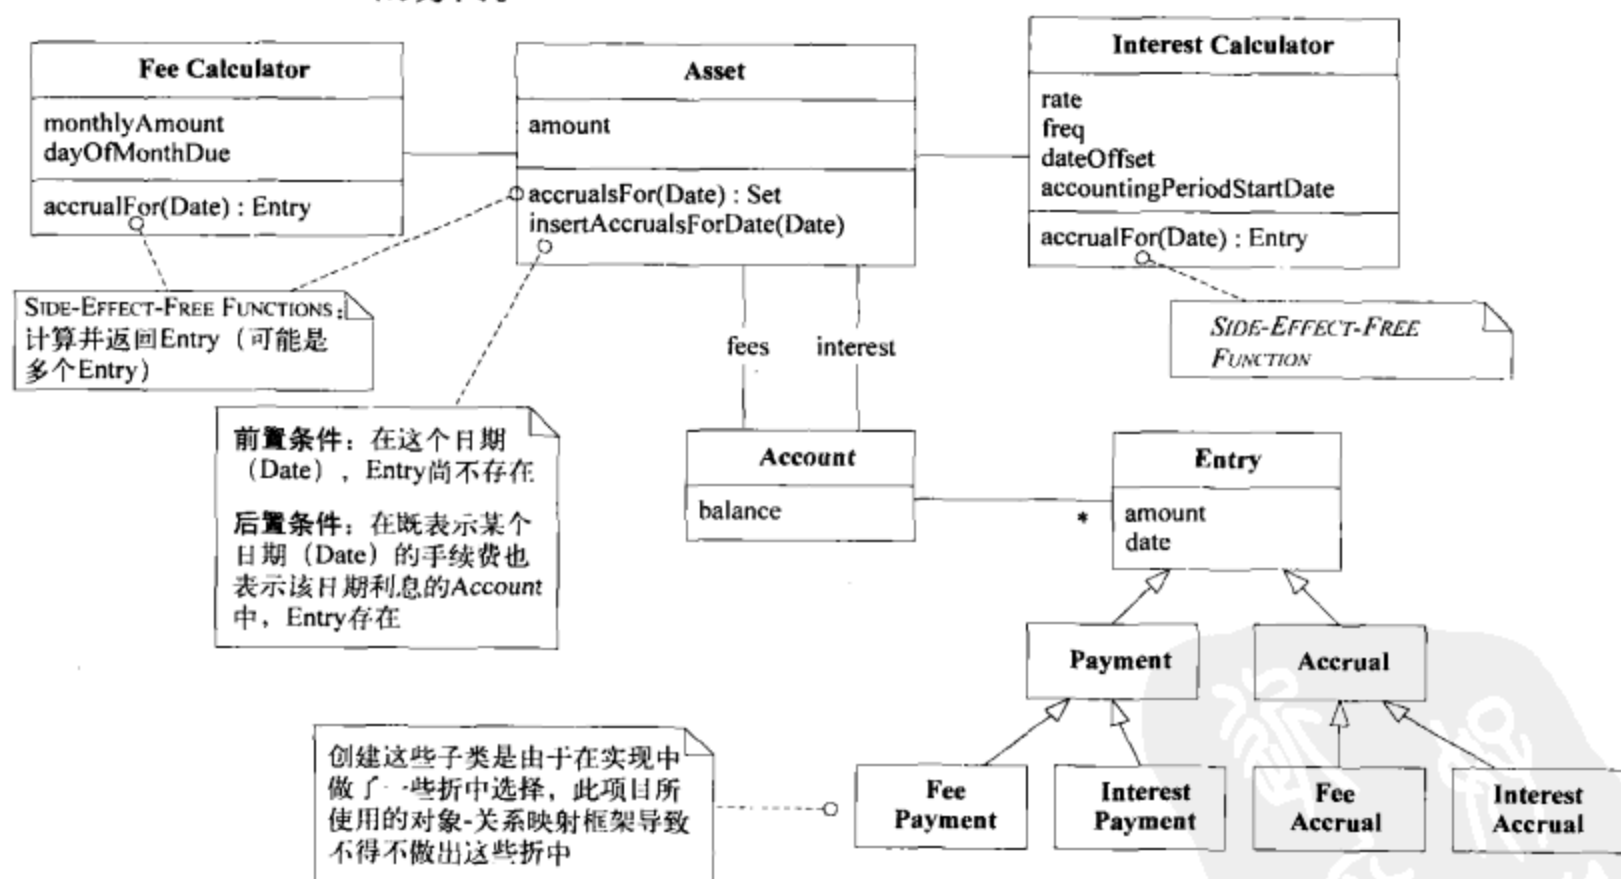 Fee Calculator
monthlyAmount
dayOfMonthDue
accrualFor(Date) : Entry
Asset
amount
accrualsFor(Date) : Set
insertAccrualsForDate(Date)
Interest Calculator
rate
freq
dateOffset
accountingPeriodStartDate
accrualFor(Date) : Entry
SIDE-EFFECT-FREE FUNCTIONS:
计算并返回Entry（可能是
多个Entry）
SIDE-EFFECT-FREE
FUNCTION
fees
interest
前置条件：在这个日期
（Date），Entry尚不存在
后置条件：在既表示某个
日期（Date）的手续费也
表示该日期利息的Account
中，Entry存在
Account
balance
*
Entry
amount
date
Payment
Accrual
创建这些子类是由于在实现中
做了一些折中选择，此项目所
使用的对象-关系映射框架导致
不得不做出这些折中
Fee
Payment
Interest
Payment
Fee
Accrual
Interest
Accrual